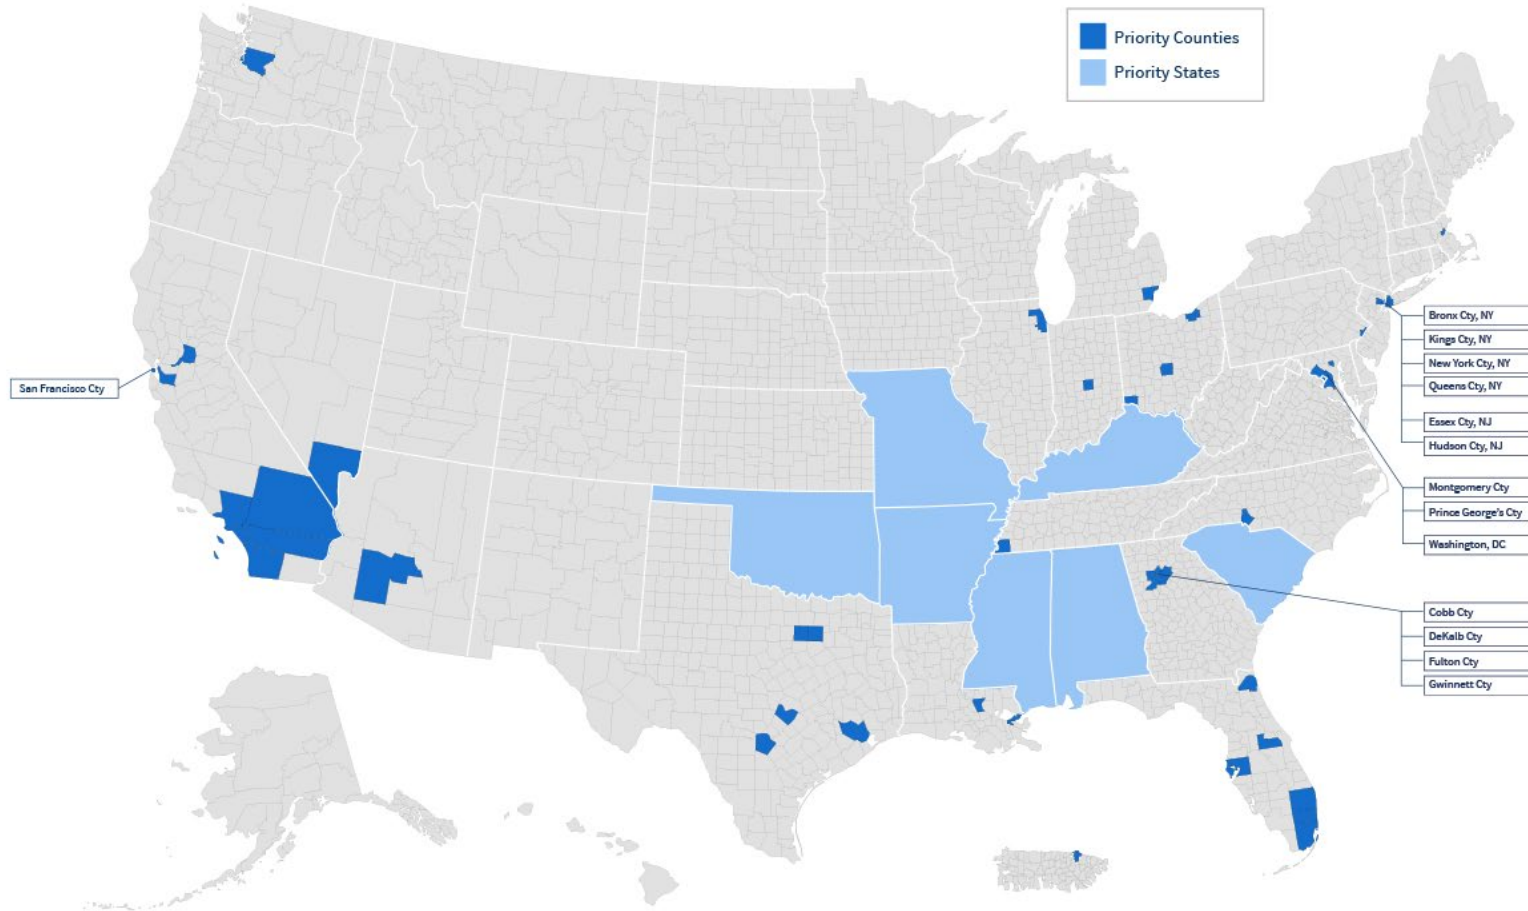 Priority Counties
Priority States
San Francisco Cty
Bronx Cty, NY
Kings Cty, NY
New York Cty, NY
Queens Cty, NY
Essex Cty, NJ
Hudson Cty, NJ
Montgomery Cty
Prince George's Cty
Washington, DC
Cobb Cty
DeKalb Cty
Fulton Cty
Gwinnett Cty